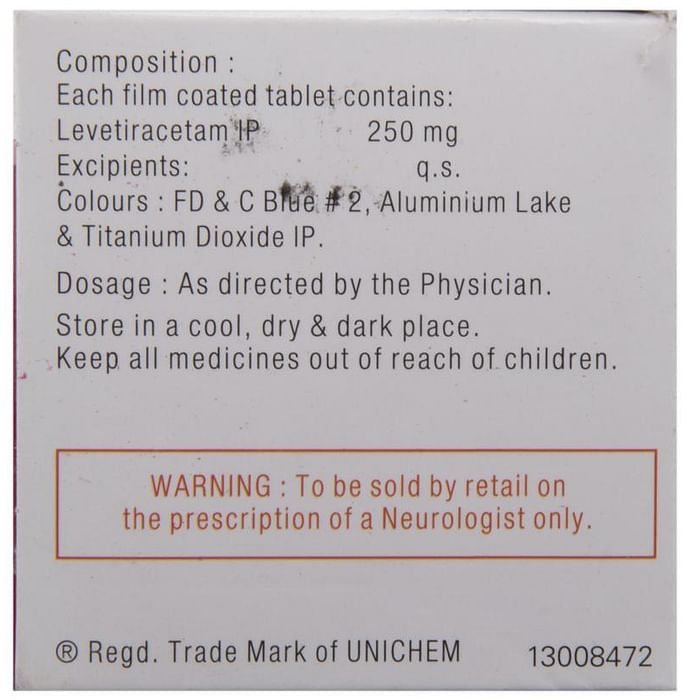 Composition :
Each film coated tablet contains:
Levetiracetam IP 250 mg
Excipients: q.s.
Colours : FD & C Blue # 2, Aluminium Lake
& Titanium Dioxide IP.
Dosage : As directed by the Physician.
Store in a cool, dry & dark place.
Keep all medicines out of reach of children.
WARNING : To be sold by retail on
the prescription of a Neurologist only.
® Regd. Trade Mark of UNICHEM 13008472